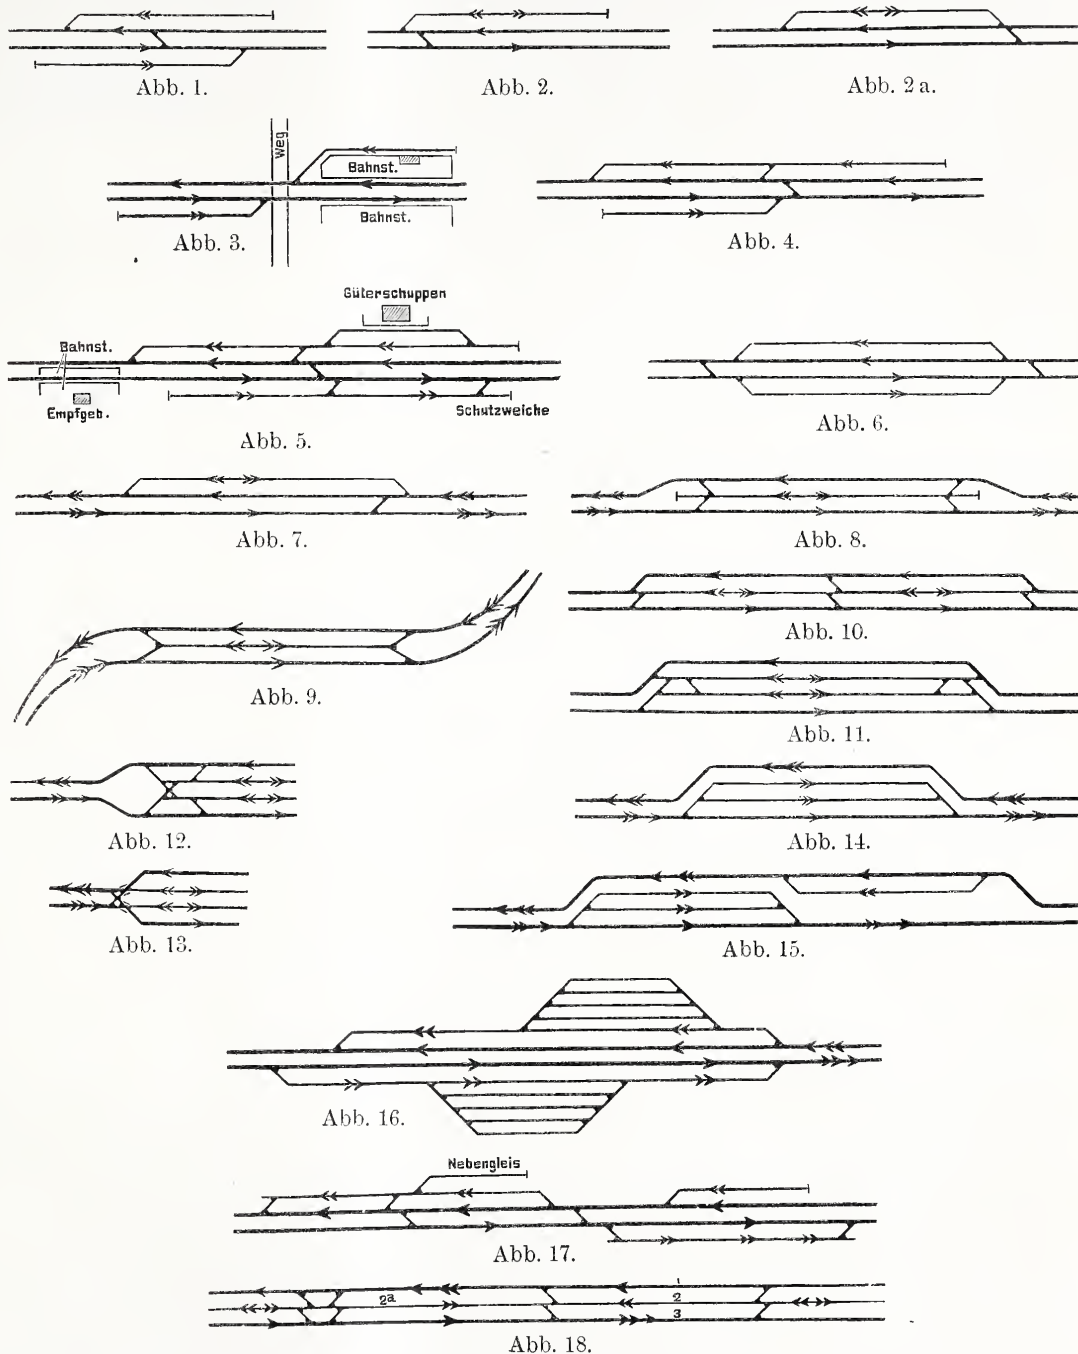 Abb. 1.
Abb. 2.
Abb. 2a.
Weg
Bahnst.
Bahnst.
Abb. 3.
Abb. 4.
Güterschuppen
Bahnst.
Empfgeb.
Schutzweiche
Abb. 5.
Abb. 6.
Abb. 7.
Abb. 8.
Abb. 9.
Abb. 10.
Abb. 11.
Abb. 12.
Abb. 14.
Abb. 13.
Abb. 15.
Abb. 16.
Nebengleis
Abb. 17.
1
2a
2
3
Abb. 18.